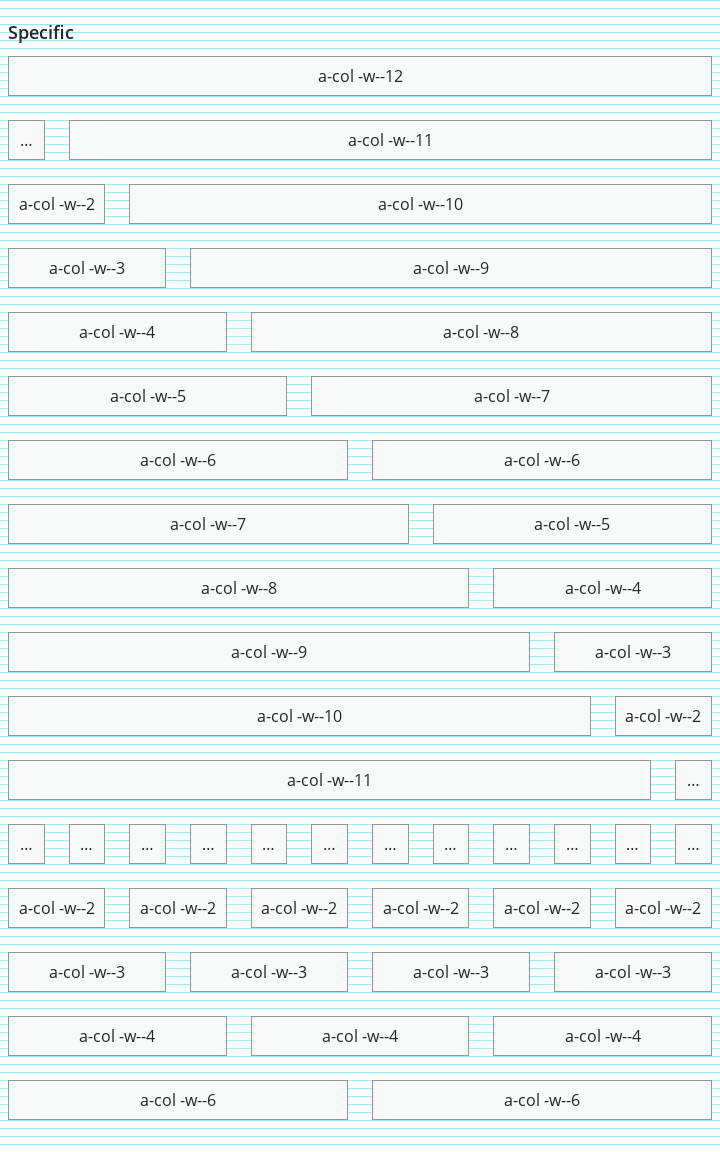 Specific
a-col -w--12
... a-col -w--11
a-col -w--2 a-col -w--10
a-col -w--3 a-col -w--9
a-col -w--4 a-col -w--8
a-col -w--5 a-col -w--7
a-col -w--6 a-col -w--6
a-col -w--7 a-col -w--5
a-col -w--8 a-col -w--4
a-col -w--9 a-col -w--3
a-col -w--10 a-col -w--2
a-col -w--11 ...
... ... ... ... ... ... ... ... ... ... ... ...
a-col -w--2 a-col -w--2 a-col -w--2 a-col -w--2 a-col -w--2 a-col -w--2
a-col -w--3 a-col -w--3 a-col -w--3 a-col -w--3
a-col -w--4 a-col -w--4 a-col -w--4
a-col -w--6 a-col -w--6